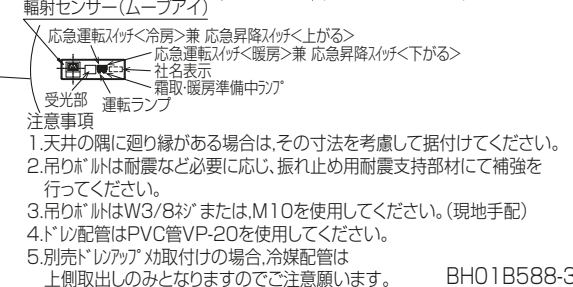 輻射センサー(ムーブアイ)
応急運転スイッチ<冷房>兼 応急昇降スイッチ<上がる>
応急運転スイッチ<暖房>兼 応急昇降スイッチ<下がる>
社名表示
霜取・暖房準備中ランプ
受光部
運転ランプ
注意事項
1.天井の隅に廻り縁がある場合は,その寸法を考慮して据付けてください。
2.吊りボルトは耐震など必要に応じ、振れ止め用耐震支持部材にて補強を
行ってください。
3.吊りボルトはW3/8ネジまたは,M10を使用してください。(現地手配)
4.ドレン配管はPVC管VP-20を使用してください。
5.別売ドレンアップメカ取付けの場合,冷媒配管は
上側取出しのみとなりますのでご注意願います。
BH01B588-3